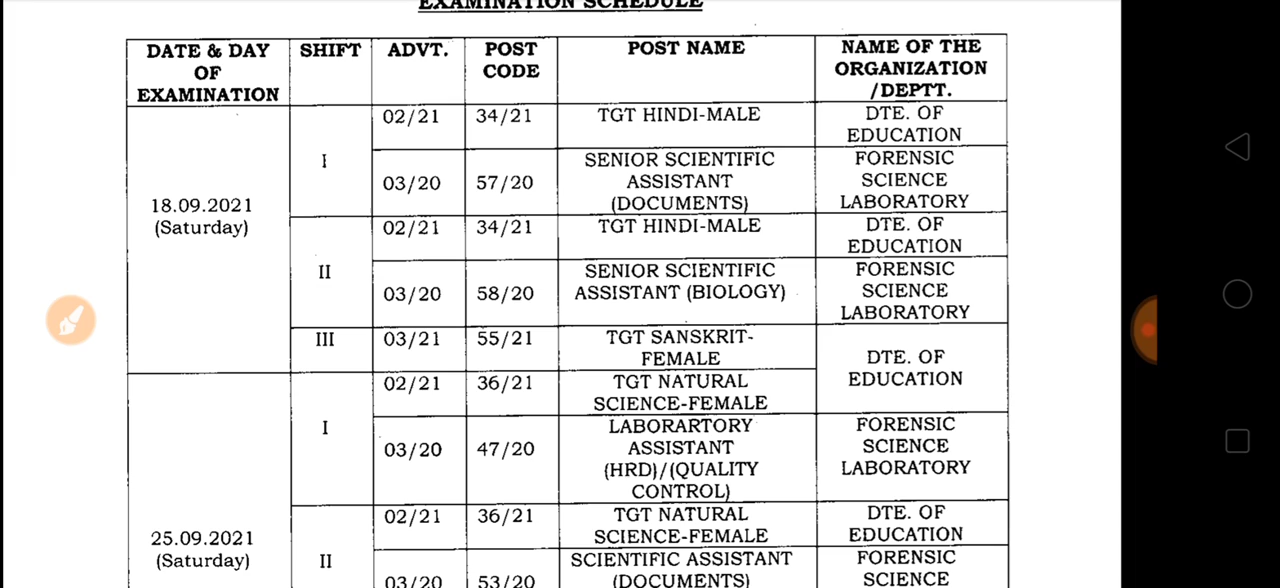 EXAMINATION SCHEDULE
DATE & DAY
OF
EXAMINATION
SHIFT
ADVT.
POST
CODE
POST NAME
NAME OF THE
ORGANIZATION
/DEPTT.
18.09.2021
(Saturday)
I
02/21
34/21
TGT HINDI-MALE
DTE. OF
EDUCATION
03/20
57/20
SENIOR SCIENTIFIC
ASSISTANT
(DOCUMENTS)
FORENSIC
SCIENCE
LABORATORY
II
02/21
34/21
TGT HINDI-MALE
DTE. OF
EDUCATION
03/20
58/20
SENIOR SCIENTIFIC
ASSISTANT (BIOLOGY)
FORENSIC
SCIENCE
LABORATORY
III
03/21
55/21
TGT SANSKRIT-
FEMALE
DTE. OF
EDUCATION
25.09.2021
(Saturday)
I
02/21
36/21
TGT NATURAL
SCIENCE-FEMALE
03/20
47/20
LABORARTORY
ASSISTANT
(HRD)/(QUALITY
CONTROL)
FORENSIC
SCIENCE
LABORATORY
II
02/21
36/21
TGT NATURAL
SCIENCE-FEMALE
DTE. OF
EDUCATION
03/20
53/20
SCIENTIFIC ASSISTANT
(DOCUMENTS)
FORENSIC
SCIENCE